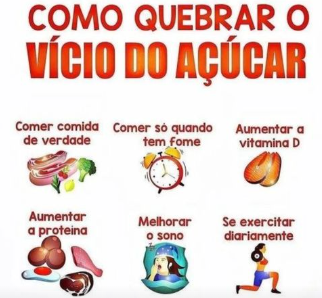 COMO QUEBRAR O
VÍCIO DO AÇÚCAR
Comer comida
de verdade
Comer só quando
tem fome
Aumentar a
vitamina D
Aumentar
a proteina
Melhorar
o sono
Se exercitar
diariamente